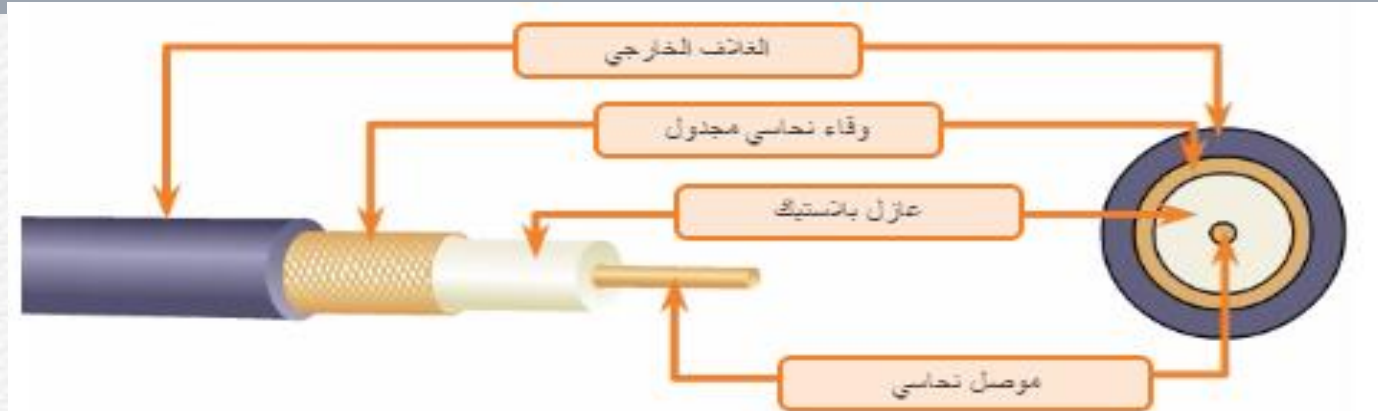 الغلاف الخارجي
وقاء نحاسي مجدول
عازل بلاستيك
موصل نحاسي